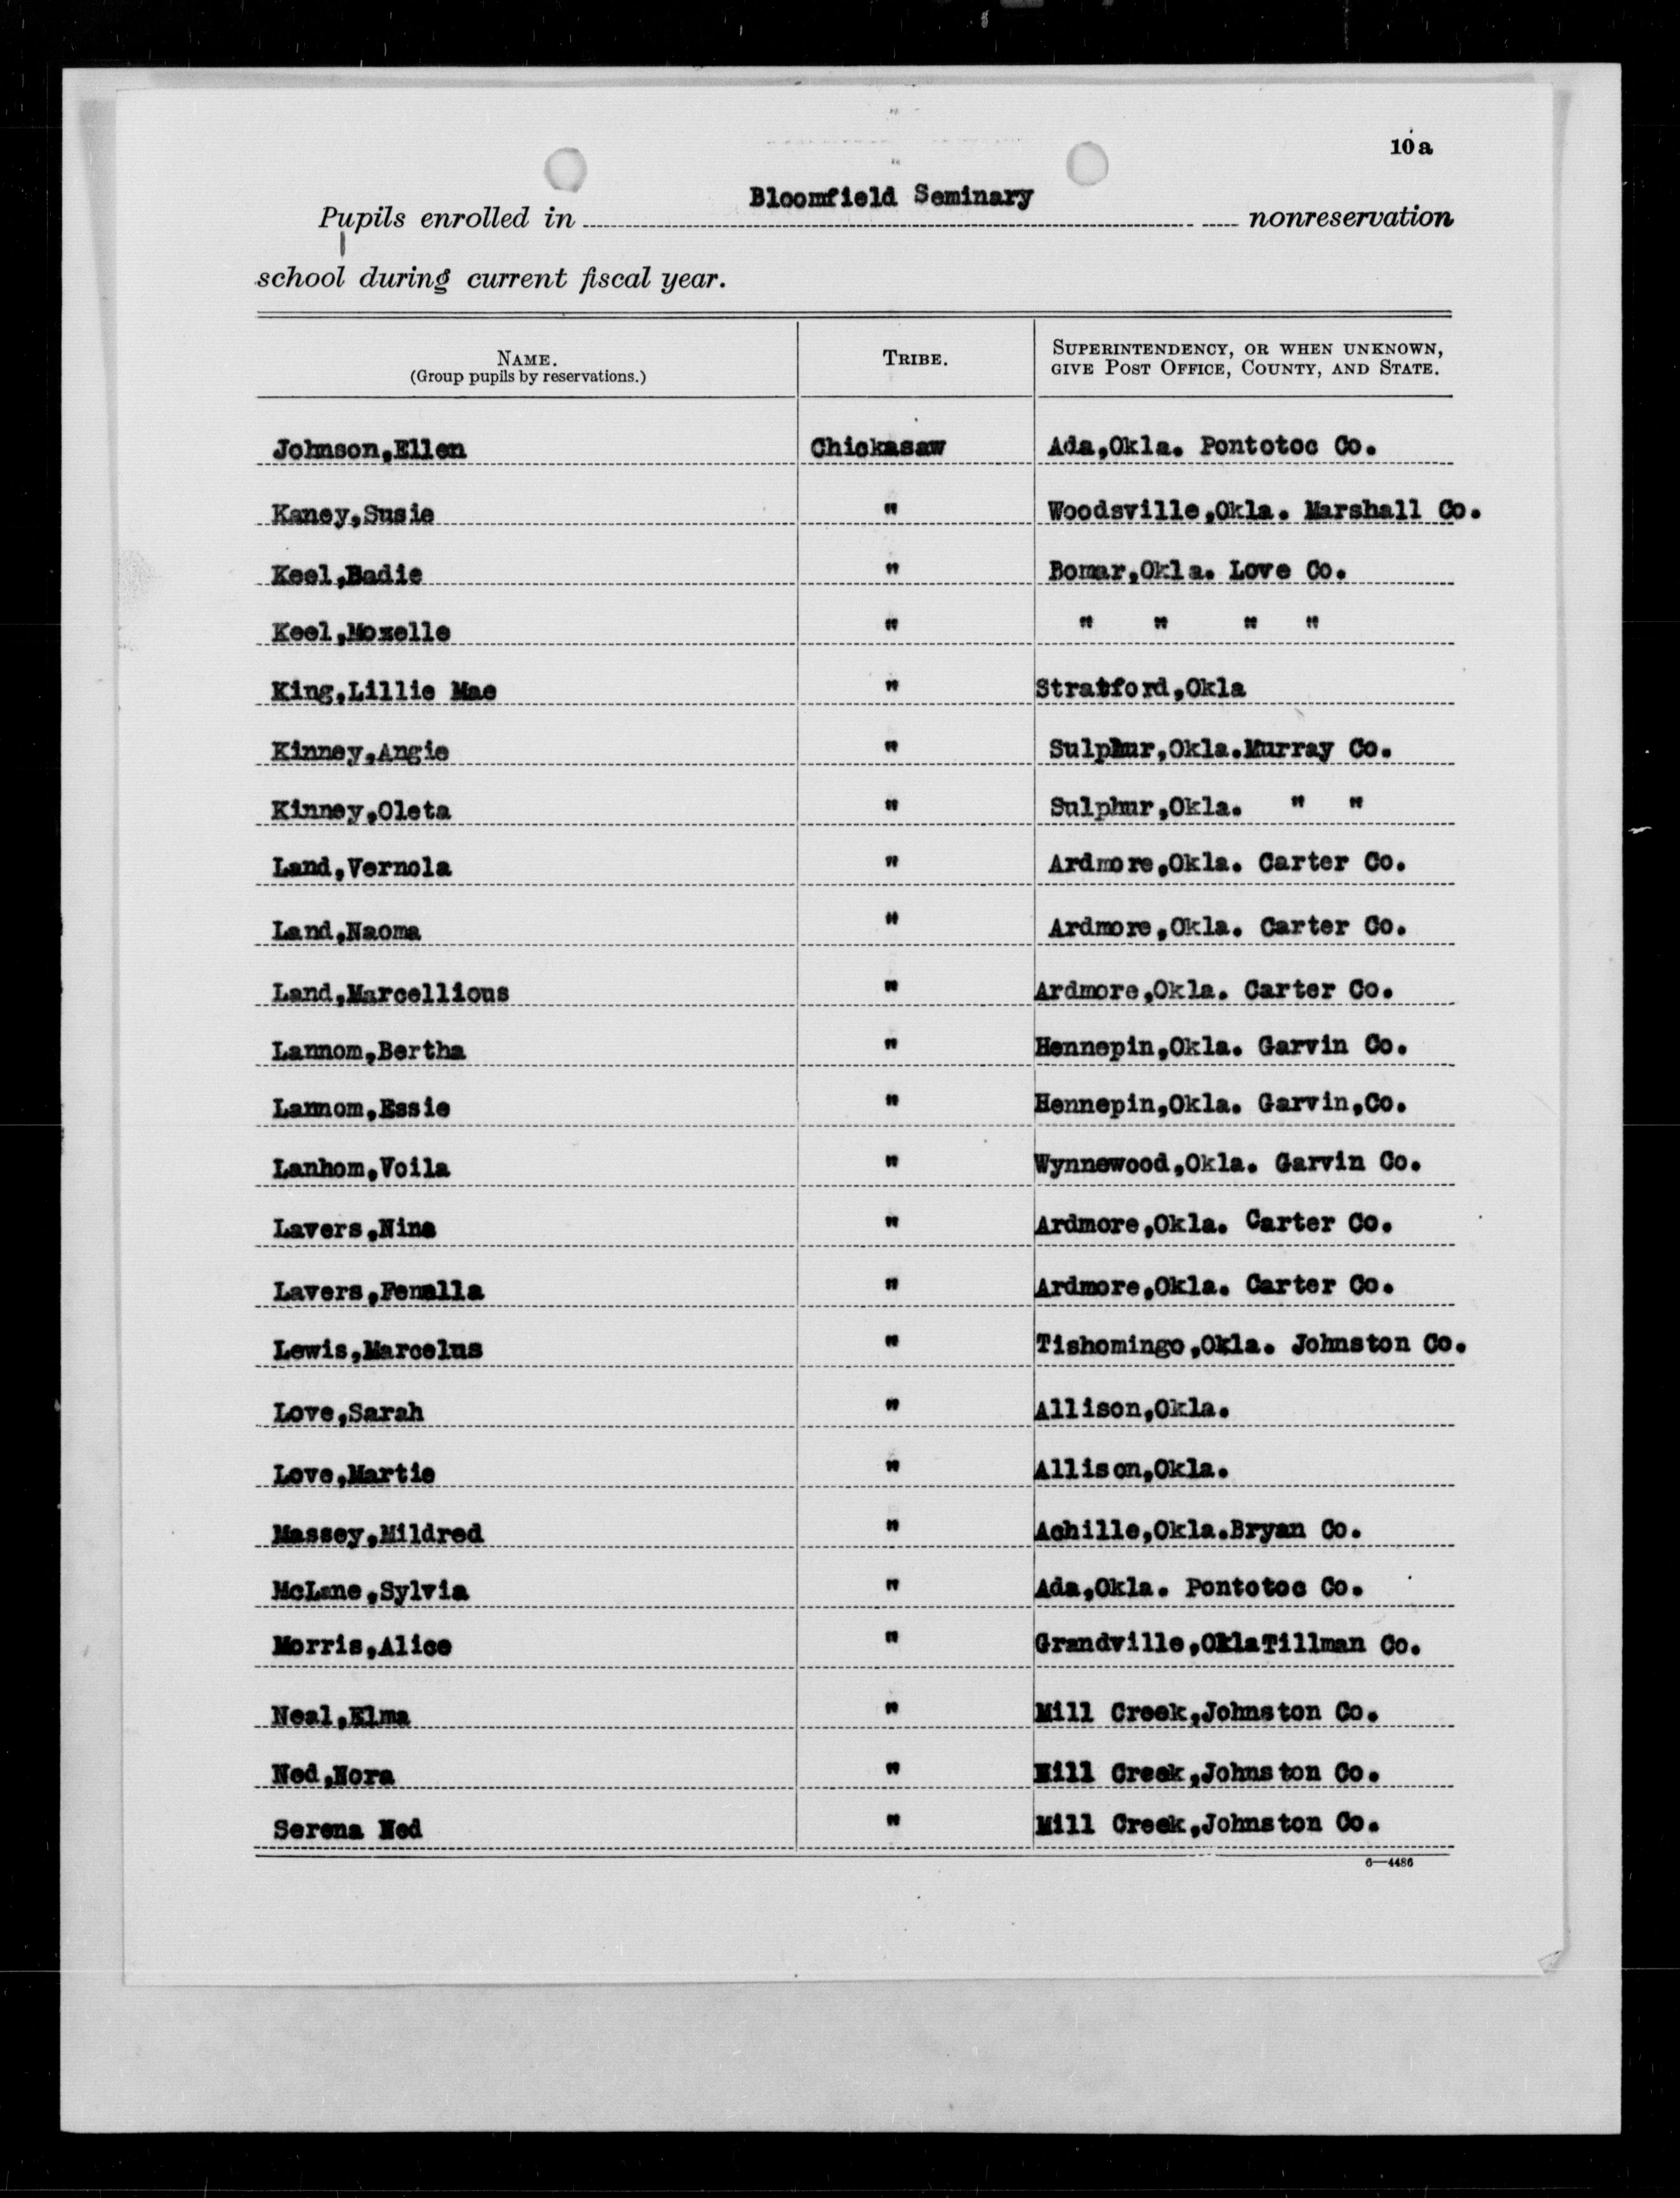 10a
Bloomfield Seminary
Pupils enrolled in nonreservation
school during current fiscal year.
NAME. TRIBE. SUPERINTENDENCY, OR WHEN UNKNOWN,
(Group pupils by reservations.) GIVE POST OFFICE, COUNTY, AND STATE.
Johnson,Ellen Chickasaw Ada,Okla. Pontotoc Co.
Kaney,Susie " Woodsville,Okla. Marshall Co.
Keel,Badie " Bomar,Okla. Love Co.
Keel,Mozelle " " " " "
King,Lillie Mae " Stratford,Okla
Kinney,Angie " Sulphur,Okla.Murray Co.
Kinney,Oleta " Sulphur,Okla. " "
Land,Vernola " Ardmore,Okla. Carter Co.
Land,Naoma " Ardmore,Okla. Carter Co.
Land,Marcellious " Ardmore,Okla. Carter Co.
Lannom,Bertha " Hennepin,Okla. Garvin Co.
Lannom,Essie " Hennepin,Okla. Garvin,Co.
Lanhom,Voila " Wynnewood,Okla. Garvin Co.
Lavers,Nina " Ardmore,Okla. Carter Co.
Lavers,Fenella " Ardmore,Okla. Carter Co.
Lewis,Marcelus " Tishomingo,Okla. Johnston Co.
Love,Sarah " Allison,Okla.
Love,Martie " Allison,Okla.
Massey,Mildred " Achille,Okla.Bryan Co.
McLane,Sylvia " Ada,Okla. Pontotoc Co.
Morris,Alice " Grandville,OklaTillman Co.
Neal,Elma " Mill Creek,Johnston Co.
Ned,Nora " Mill Creek,Johnston Co.
Serena Ned " Mill Creek,Johnston Co.
6—4486